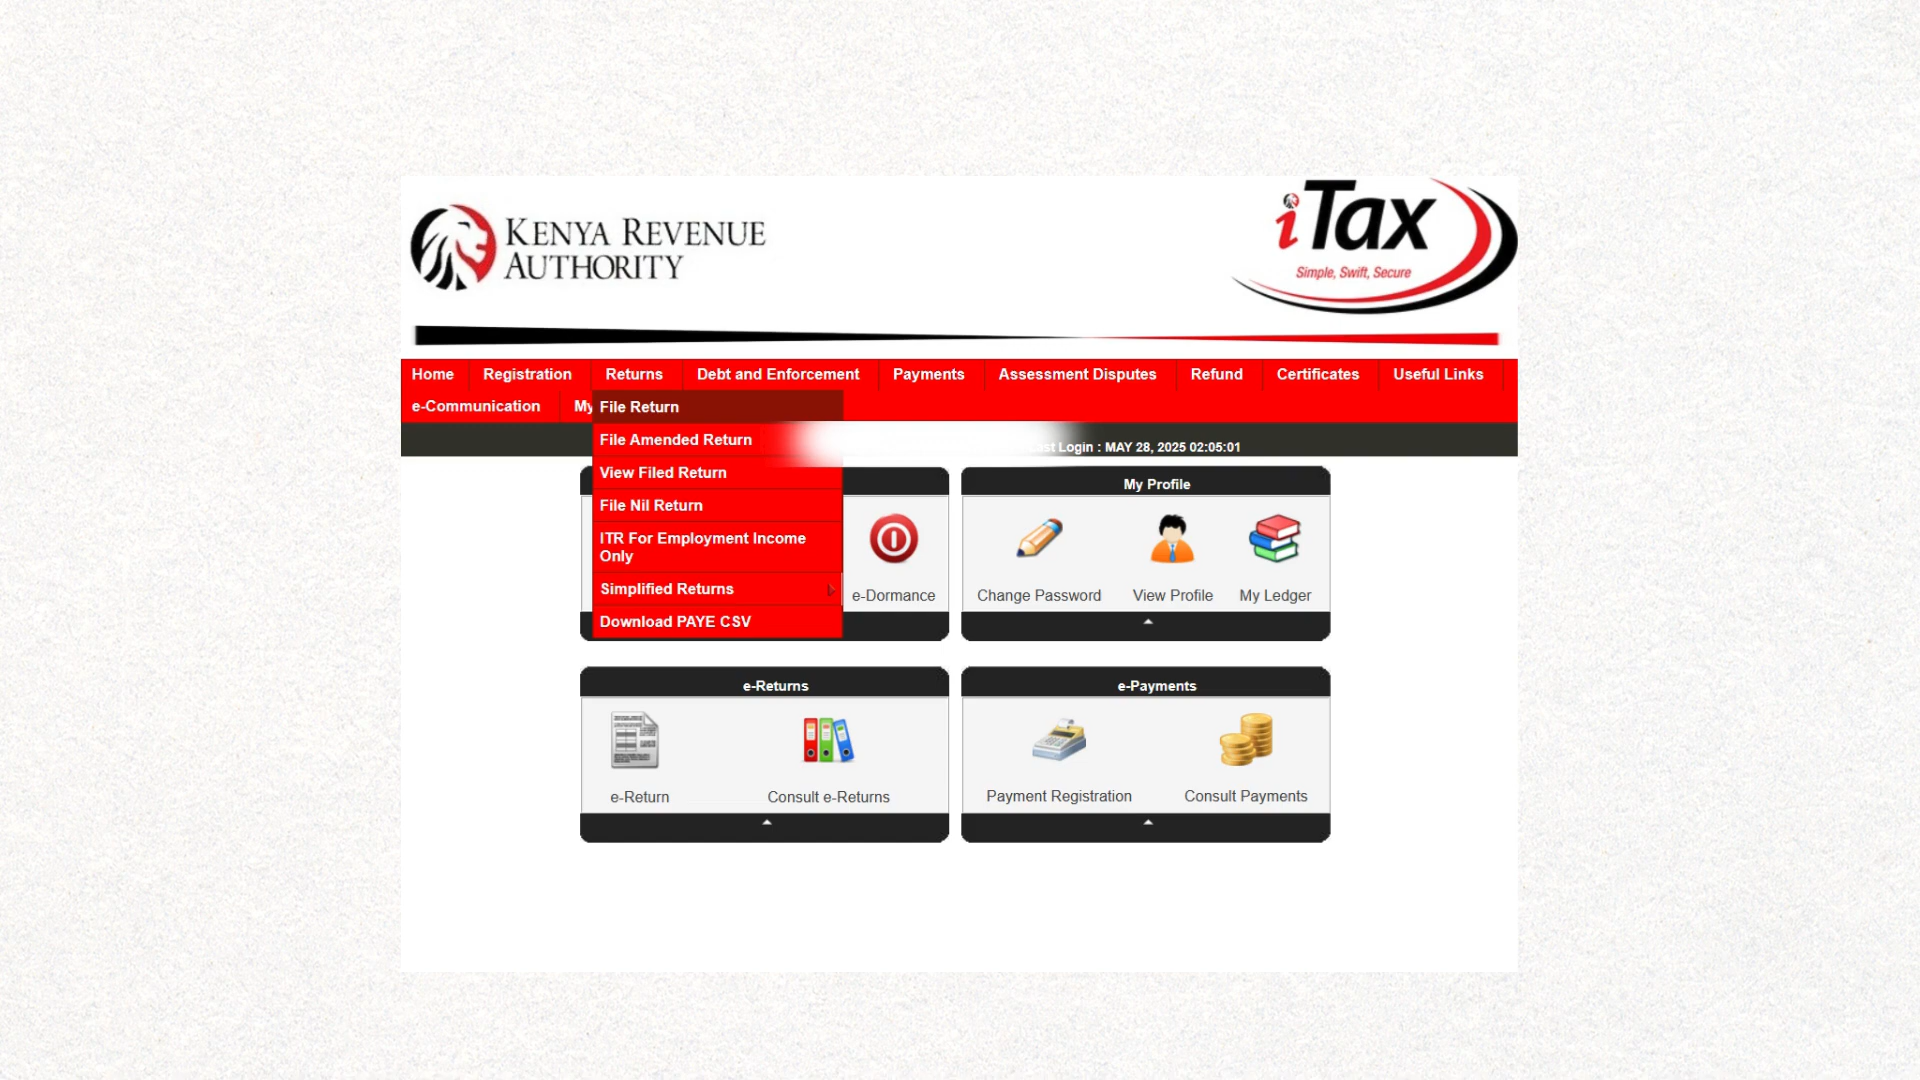 KENYA REVENUE
AUTHORITY
iTax
Simple, Swift, Secure
Home Registration Returns Debt and Enforcement Payments Assessment Disputes Refund Certificates Useful Links
e-Communication My
File Return
File Amended Return
View Filed Return
File Nil Return
ITR For Employment Income
Only
Simplified Returns
Download PAYE CSV
Login : MAY 28, 2025 02:05:01
e-Dormance
My Profile
Change Password View Profile My Ledger
e-Returns
e-Return Consult e-Returns
e-Payments
Payment Registration Consult Payments